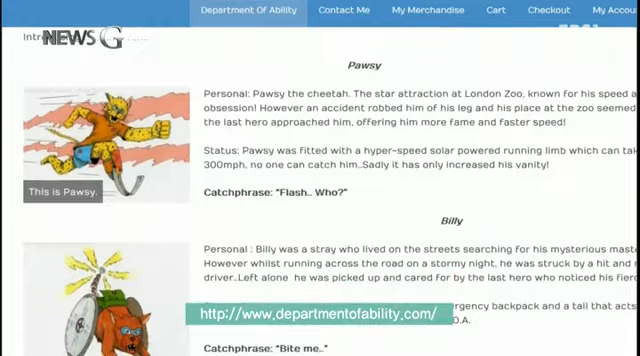 Department Of Ability Contact Me My Merchandise Cart Checkout My Accou
NEWS G
Pawsy
Personal: Pawsy the cheetah. The star attraction at London Zoo, known for his speed a
obsession! However an accident robbed him of his leg and his place at the zoo seemed
the last hero approached him, offering him more fame and faster speed!
Status: Pawsy was fitted with a hyper-speed solar powered running limb which can tak
300mph, no one can catch him..Sadly it has only increased his vanity!
This is Pawsy.
Catchphrase: "Flash.. Who?"
Billy
Personal : Billy was a stray who lived on the streets searching for his mysterious mast
However whilst running across the road on a stormy night, he was struck by a hit and r
driver..Left alone he was picked up and cared for by the last hero who noticed his fierc
ergency backpack and a tail that acts
http://www.departmentofability.com/
.O.A.
Catchphrase: "Bite me.."